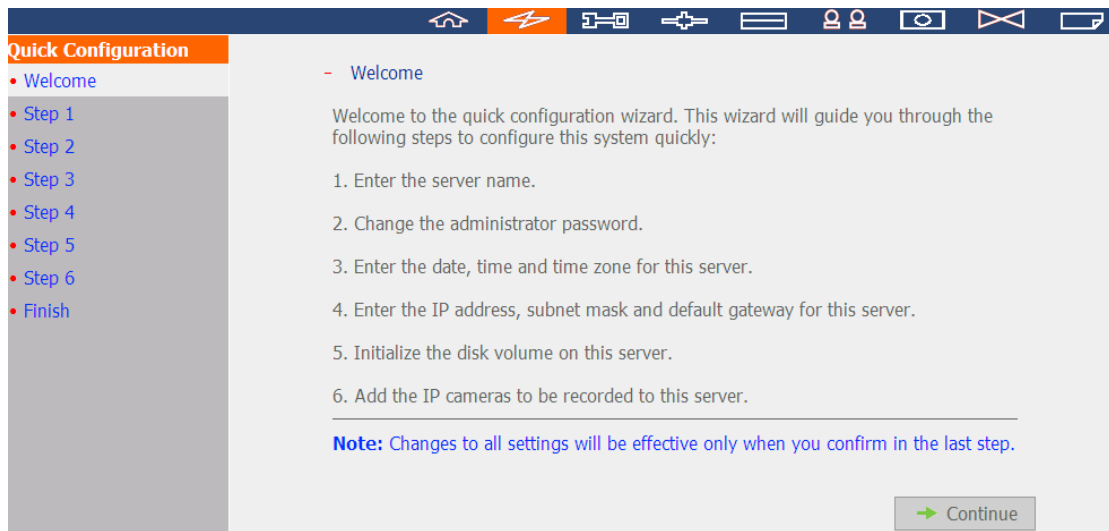 Quick Configuration
• Welcome
• Step 1
• Step 2
• Step 3
• Step 4
• Step 5
• Step 6
• Finish
– Welcome
Welcome to the quick configuration wizard. This wizard will guide you through the
following steps to configure this system quickly:
1. Enter the server name.
2. Change the administrator password.
3. Enter the date, time and time zone for this server.
4. Enter the IP address, subnet mask and default gateway for this server.
5. Initialize the disk volume on this server.
6. Add the IP cameras to be recorded to this server.
Note: Changes to all settings will be effective only when you confirm in the last step.
Continue